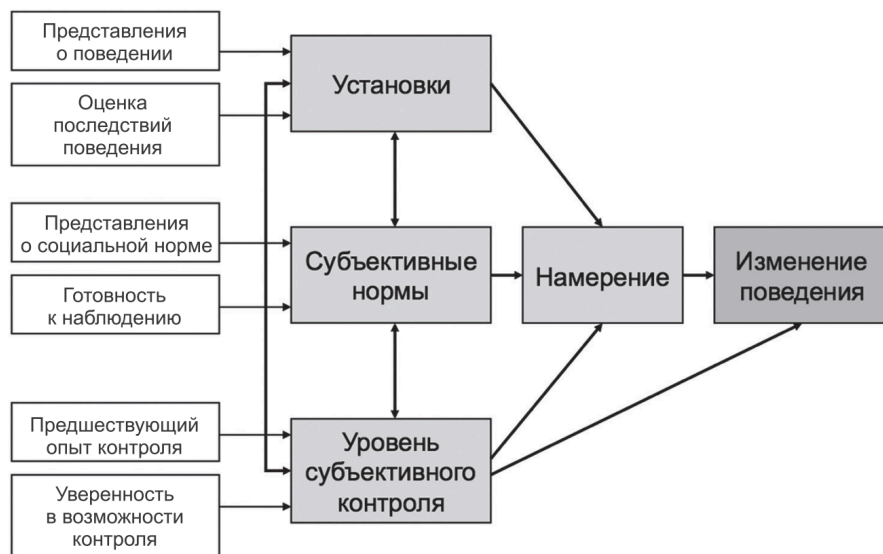 Представления
о поведении
Оценка
последствий
поведения
Представления
о социальной норме
Готовность
к наблюдению
Предшествующий
опыт контроля
Уверенность
в возможности
контроля
Установки
Субъективные
нормы
Уровень
субъективного
контроля
Намерение
Изменение
поведения